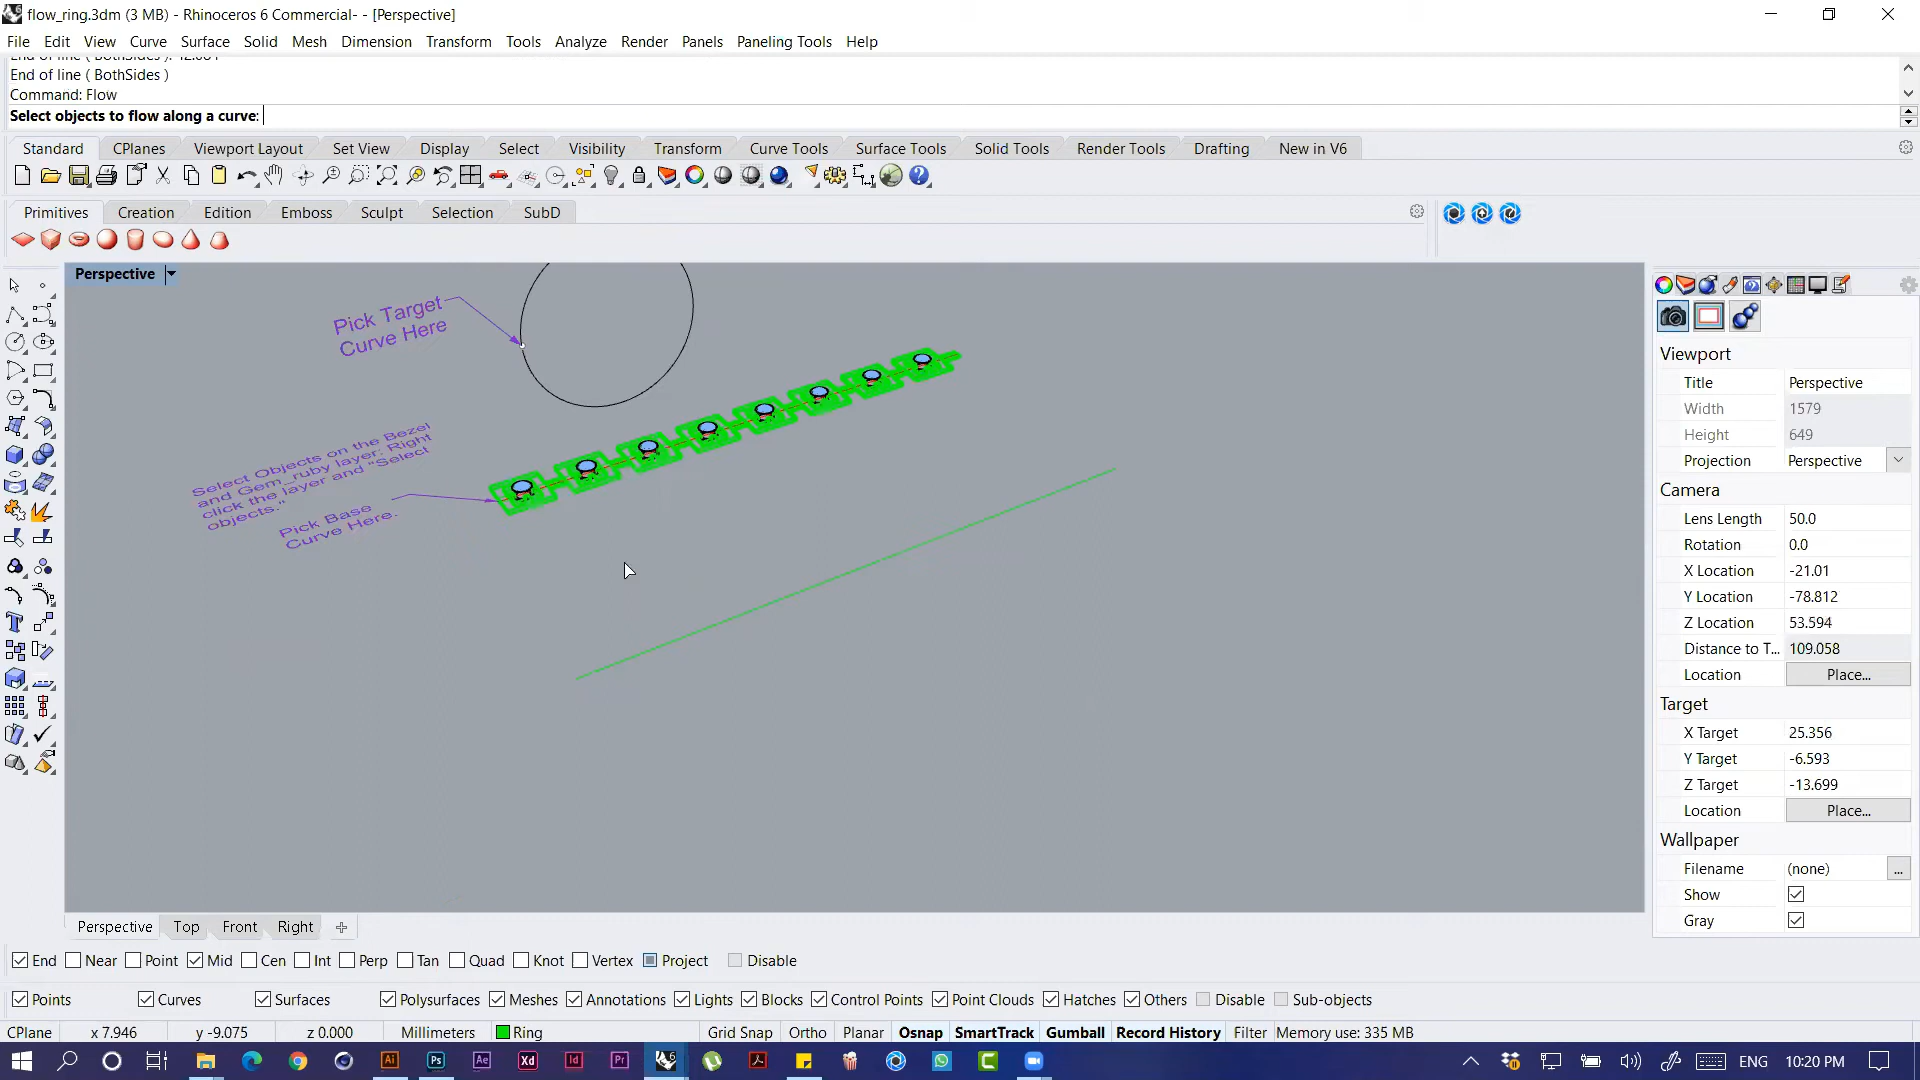 flow_ring.3dm (3 MB) - Rhinoceros 6 Commercial- - [Perspective]
File Edit View Curve Surface Solid Mesh Dimension Transform Tools Analyze Render Panels Paneling Tools Help
End of line ( BothSides )
Command: Flow
Select objects to flow along a curve:
Standard CPlanes Viewport Layout Set View Display Select Visibility Transform Curve Tools Surface Tools Solid Tools Render Tools Drafting New in V6
Primitives Creation Edition Emboss Sculpt Selection SubD
Perspective
Pick Target
Curve Here
Select Objects on the Bezel
and Gem_ruby layer: Right
click the layer and "Select
objects."
Pick Base
Curve Here.
Viewport
Title Perspective
Width 1579
Height 649
Projection Perspective
Camera
Lens Length 50.0
Rotation 0.0
X Location -21.01
Y Location -78.812
Z Location 53.594
Distance to T... 109.058
Location Place...
Target
X Target 25.356
Y Target -6.593
Z Target -13.699
Location Place...
Wallpaper
Filename (none) ...
Show
Gray
Perspective Top Front Right
End Near Point Mid Cen Int Perp Tan Quad Knot Vertex Project Disable
Points Curves Surfaces Polysurfaces Meshes Annotations Lights Blocks Control Points Point Clouds Hatches Others Disable Sub-objects
CPlane x 7.946 y -9.075 z 0.000 Millimeters Ring Grid Snap Ortho Planar Osnap SmartTrack Gumball Record History Filter Memory use: 335 MB
Ai Ps Ae Xd Id Pr 6 ENG 10:20 PM